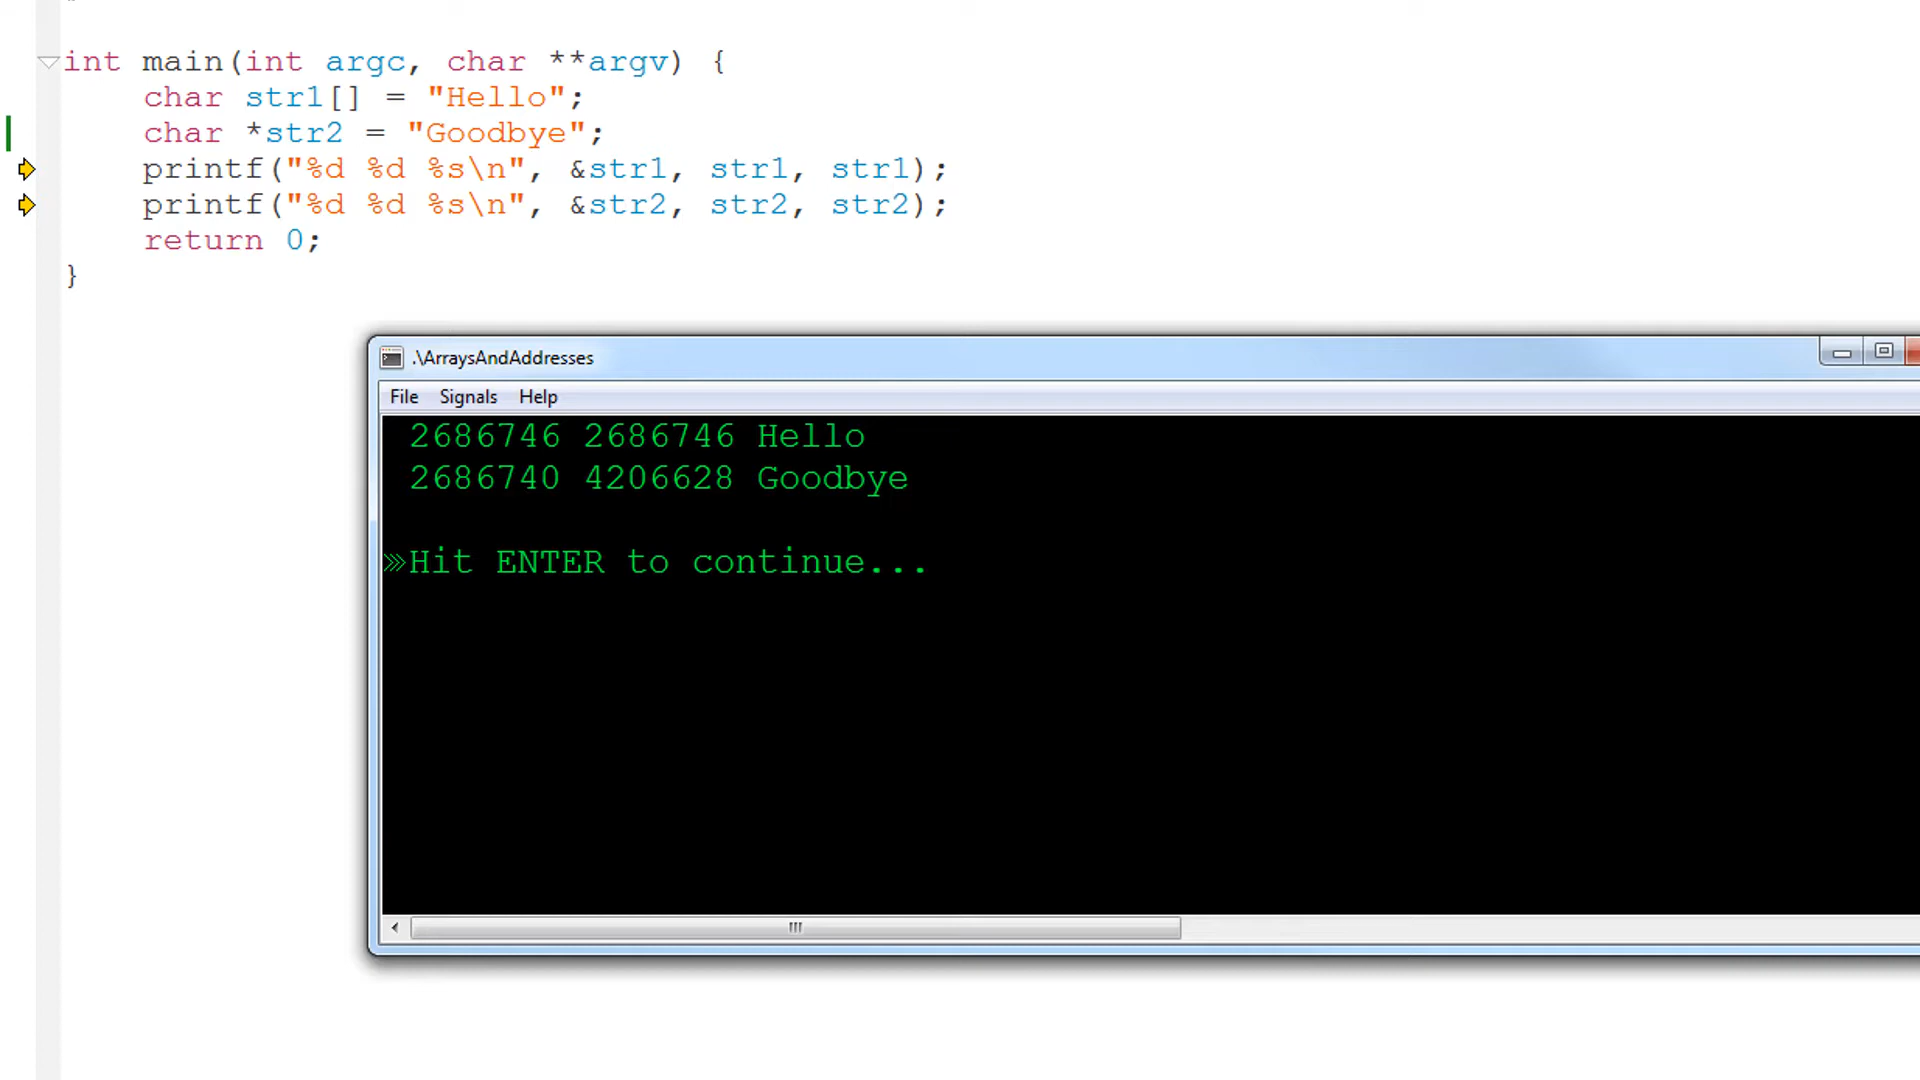 int main(int argc, char **argv) {
char str1[] = "Hello";
char *str2 = "Goodbye";
printf("%d %d %s\n", &str1, str1, str1);
printf("%d %d %s\n", &str2, str2, str2);
return 0;
}
.\ArraysAndAddresses
File Signals Help
2686746 2686746 Hello
2686740 4206628 Goodbye
>>>Hit ENTER to continue...